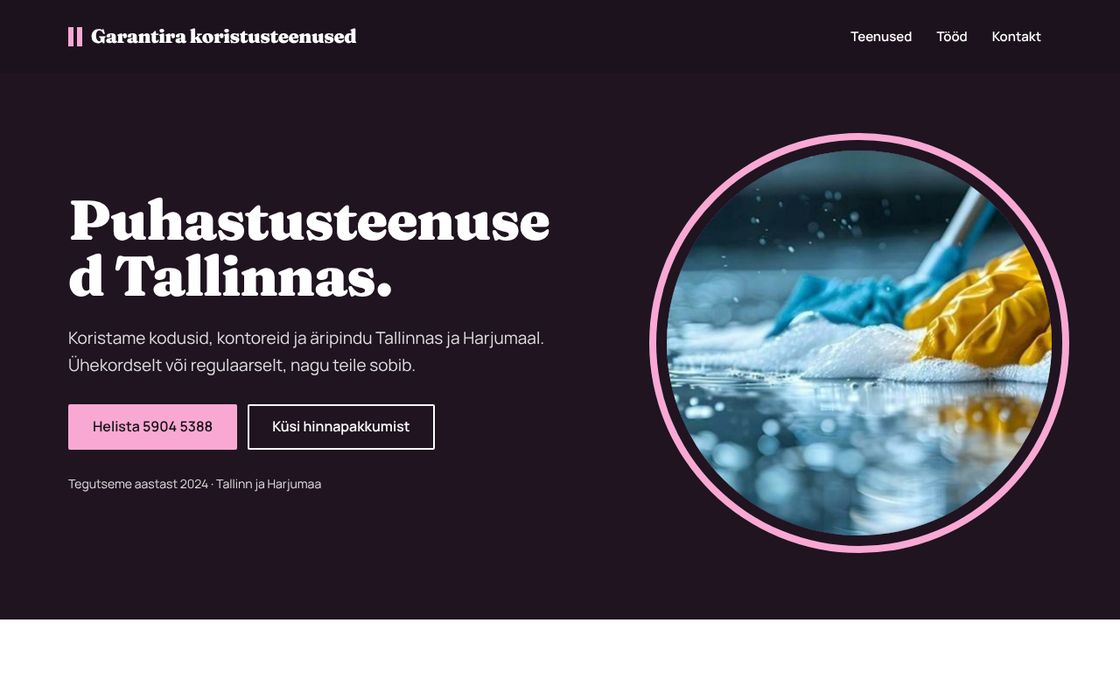 Garantira koristusteenused
Teenused Tööd Kontakt
Puhastusteenuse
d Tallinnas.
Koristame kodusid, kontoreid ja äripindu Tallinnas ja Harjumaal.
Ühekordselt või regulaarselt, nagu teile sobib.
Helista 5904 5388 Küsi hinnapakkumist
Tegutseme aastast 2024 · Tallinn ja Harjumaa